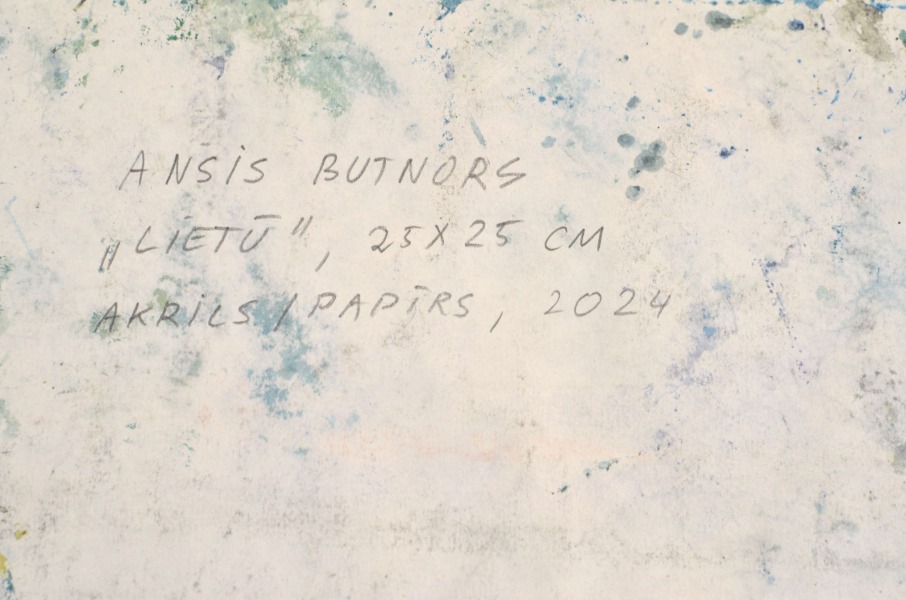 ANSIS BUTNORS
„LIETŪ", 25X25 CM
AKRILS/PAPĪRS, 2024